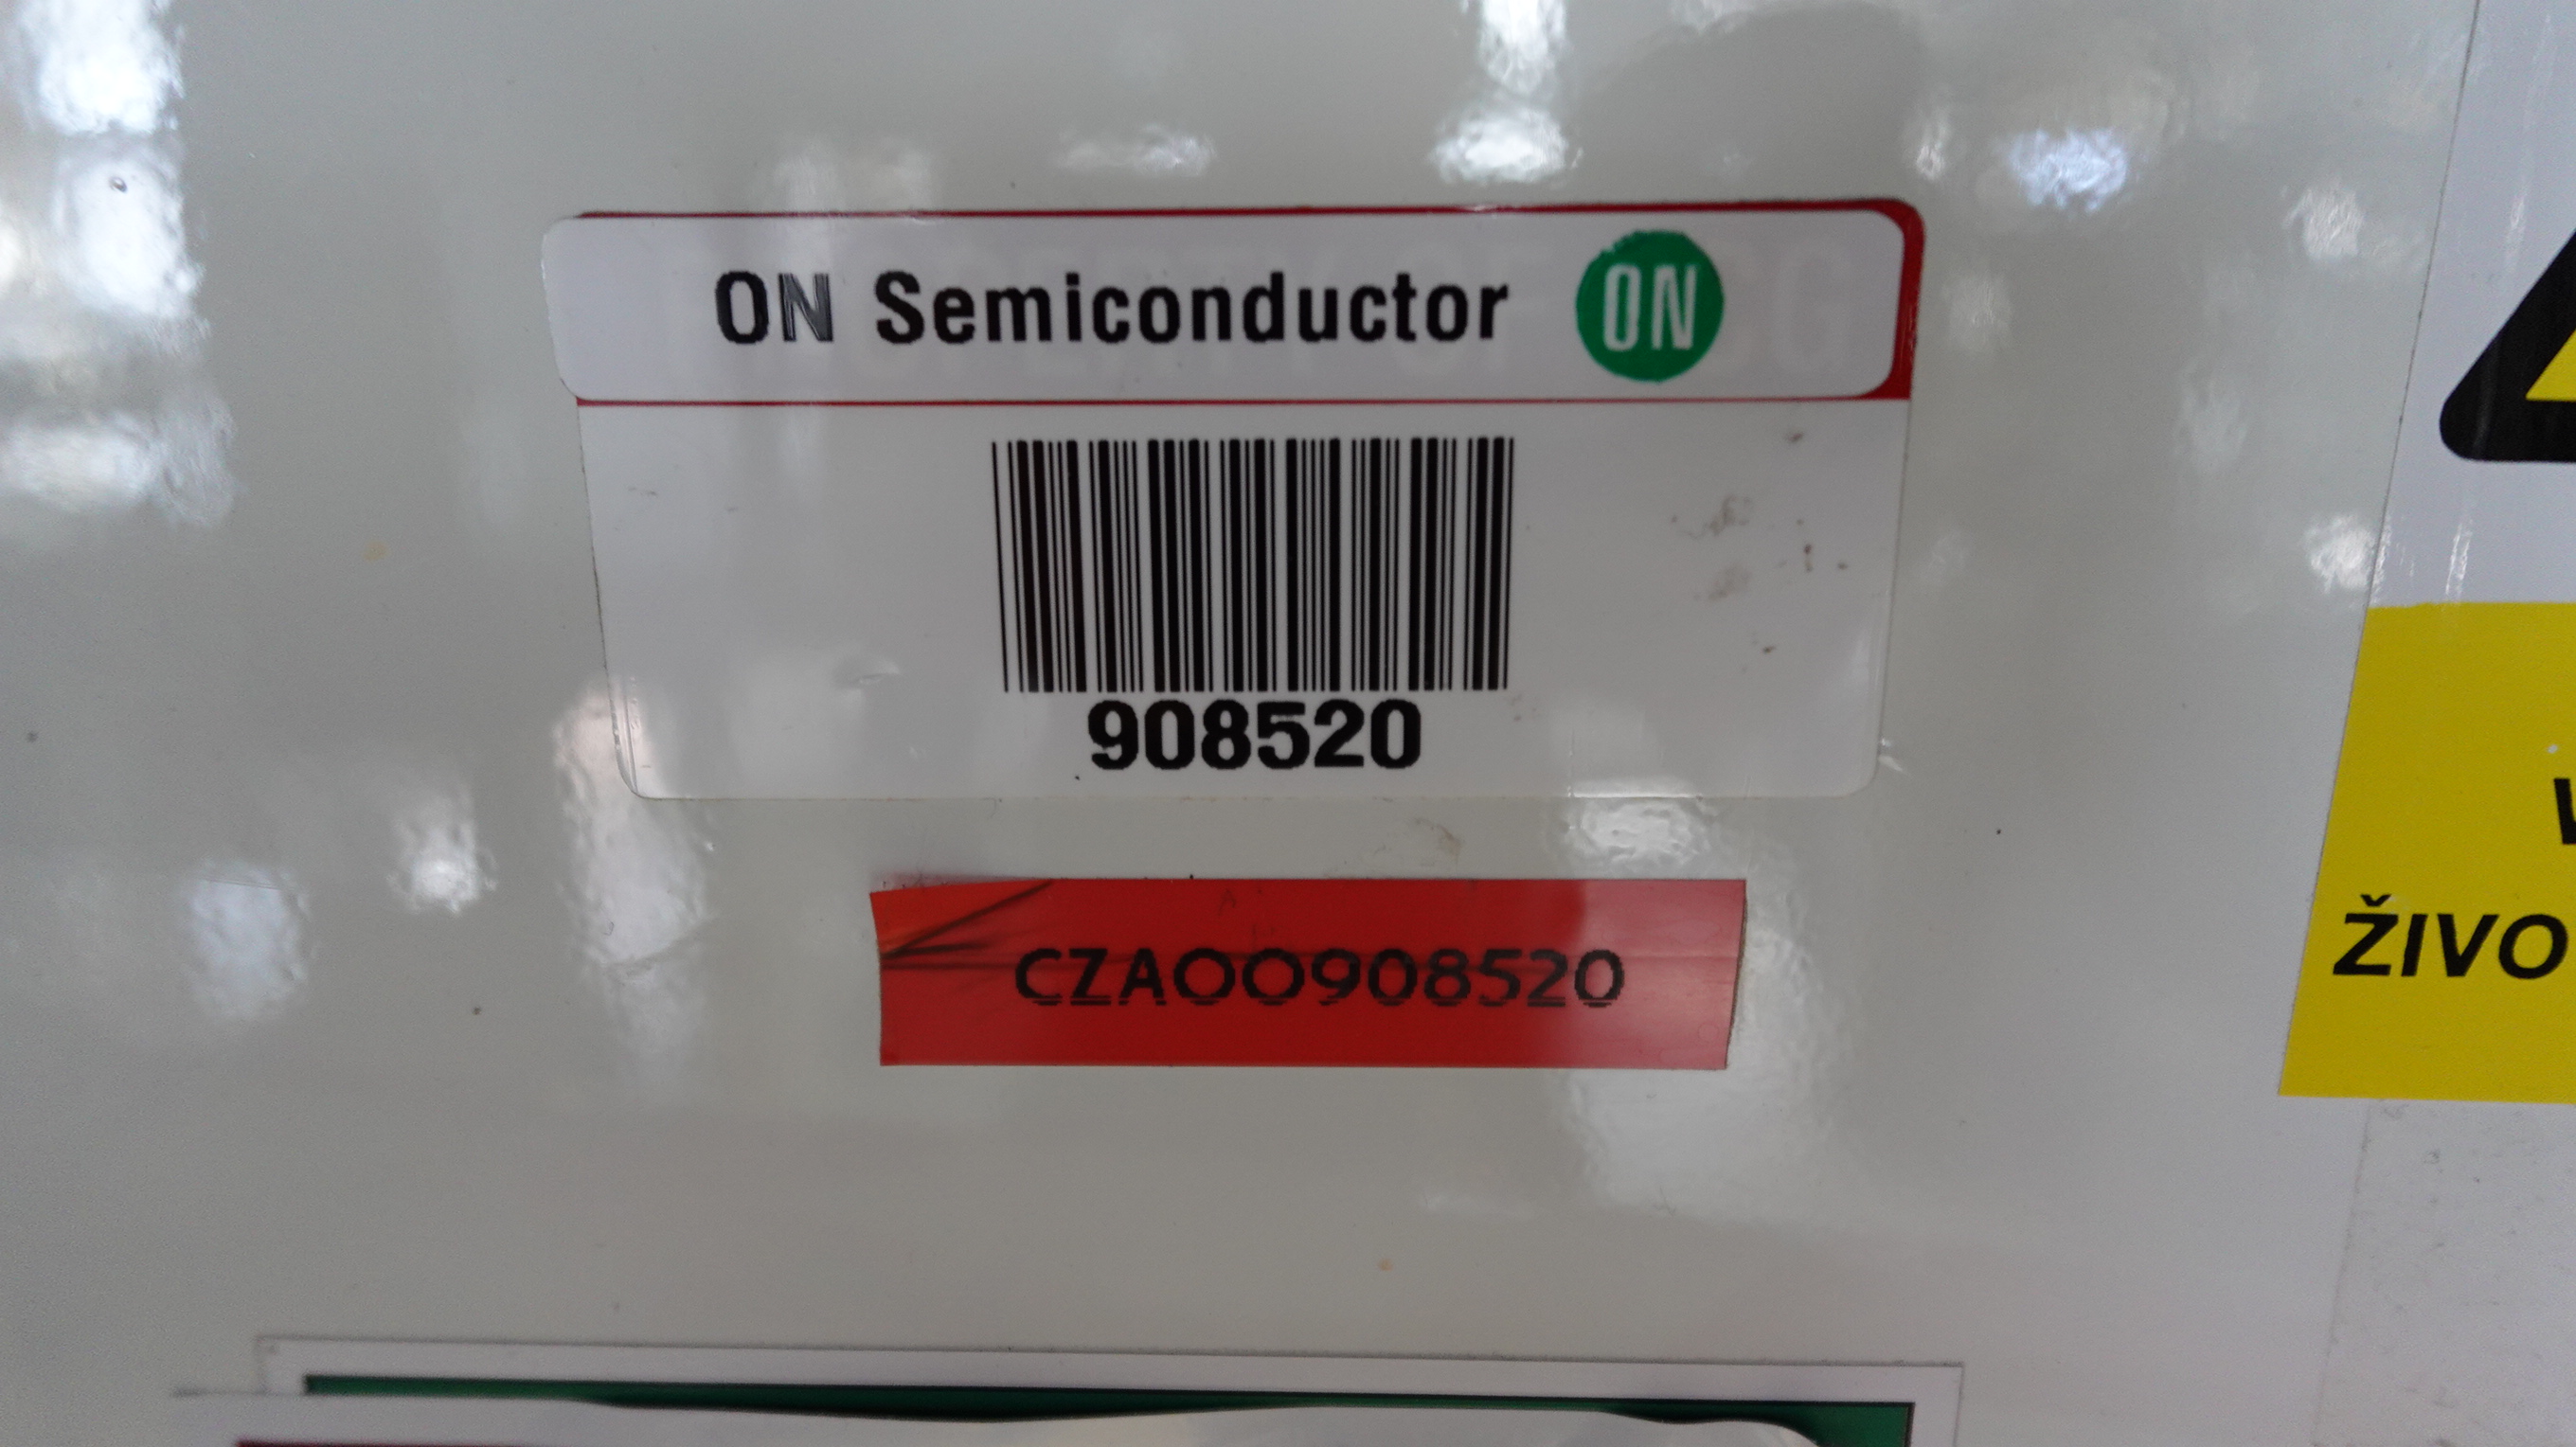 ON Semiconductor ON
908520
CZA00908520
ŽIVO